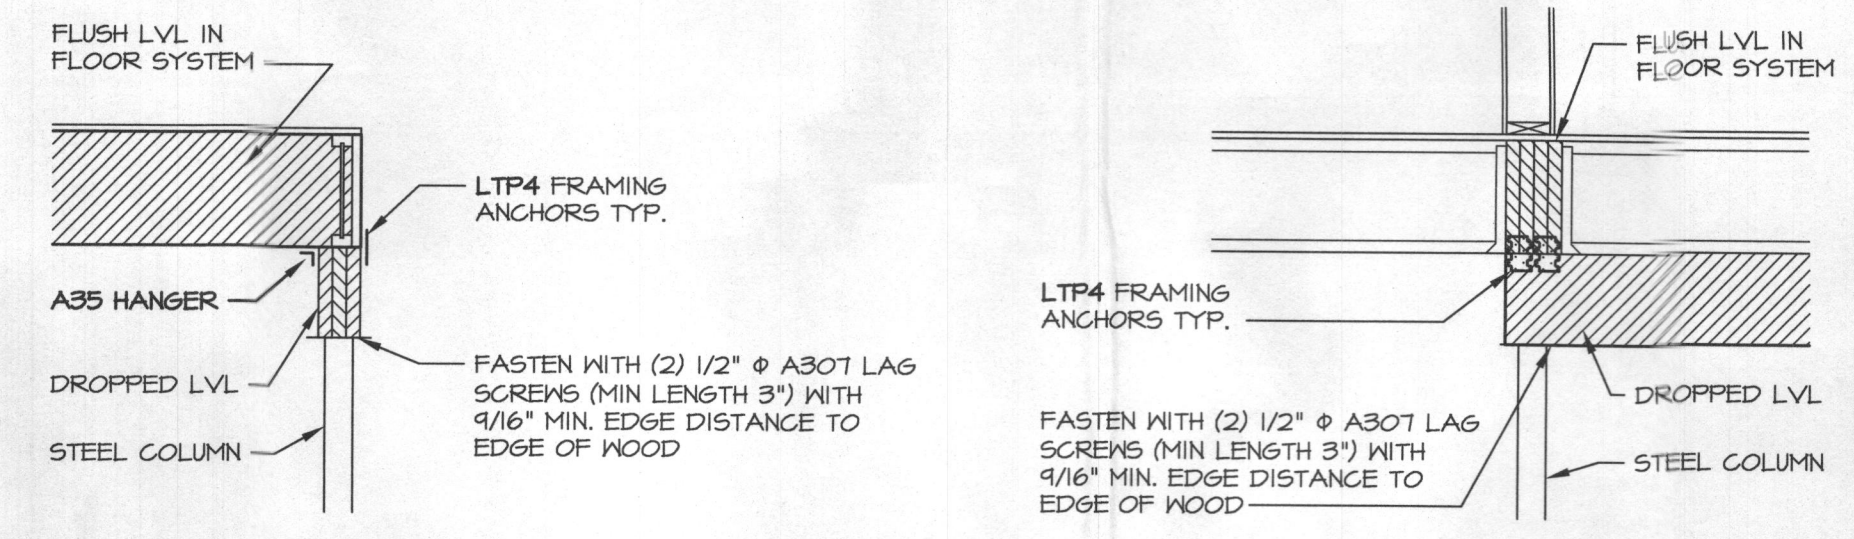 FLUSH LVL IN
FLOOR SYSTEM
LTP4 FRAMING
ANCHORS TYP.
A35 HANGER
DROPPED LVL
STEEL COLUMN
FASTEN WITH (2) 1/2" Φ A307 LAG
SCREWS (MIN LENGTH 3") WITH
9/16" MIN. EDGE DISTANCE TO
EDGE OF WOOD
FLUSH LVL IN
FLOOR SYSTEM
LTP4 FRAMING
ANCHORS TYP.
FASTEN WITH (2) 1/2" Φ A307 LAG
SCREWS (MIN LENGTH 3") WITH
9/16" MIN. EDGE DISTANCE TO
EDGE OF WOOD
DROPPED LVL
STEEL COLUMN